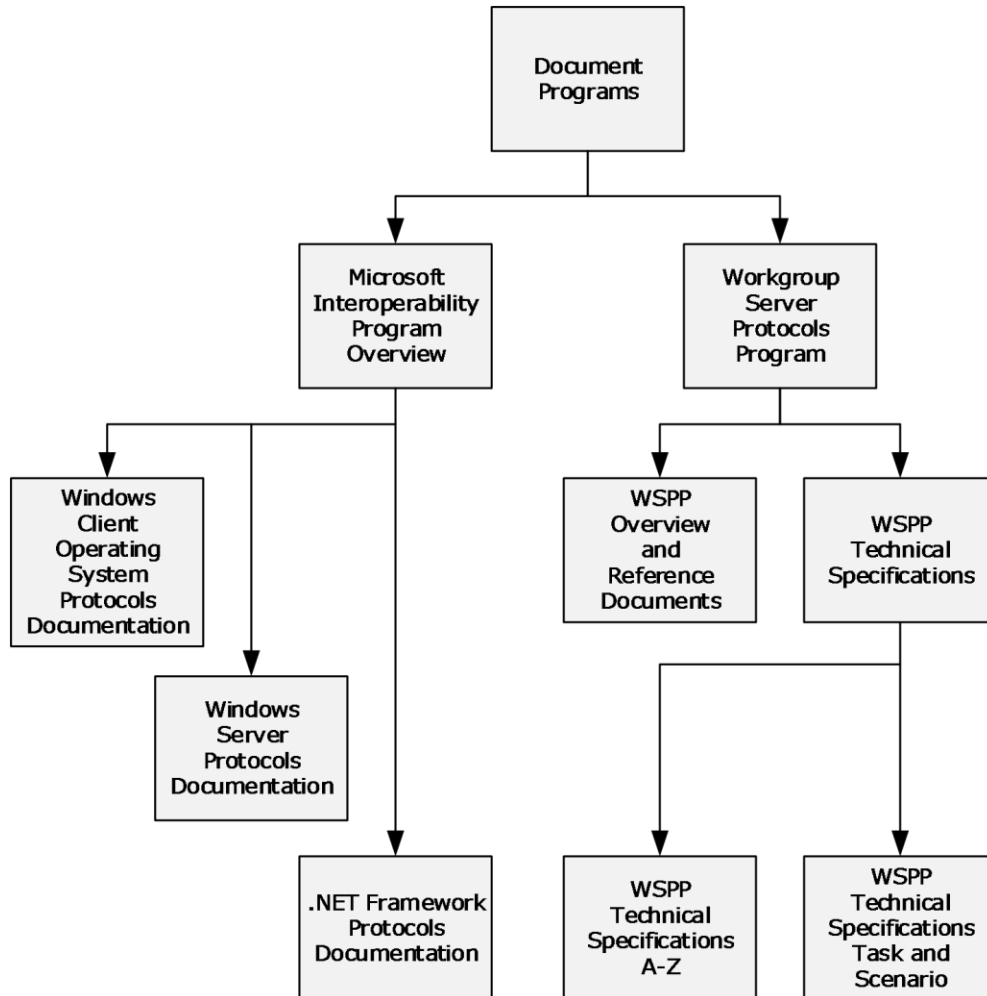 Document
Programs
Microsoft
Interoperability
Program
Overview
Workgroup
Server
Protocols
Program
Windows
Client
Operating
System
Protocols
Documentation
WSPP
Overview
and
Reference
Documents
WSPP
Technical
Specifications
Windows
Server
Protocols
Documentation
.NET Framework
Protocols
Documentation
WSPP
Technical
Specifications
A-Z
WSPP
Technical
Specifications
Task and
Scenario